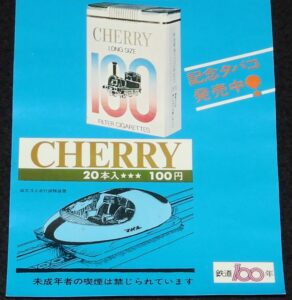 CHERRY
LONG SIZE
100
FILTER CIGARETTES
記念タバコ
発売中
CHERRY
20本入★★★ 100円
未成年者の喫煙は禁じられています
鉄道100年